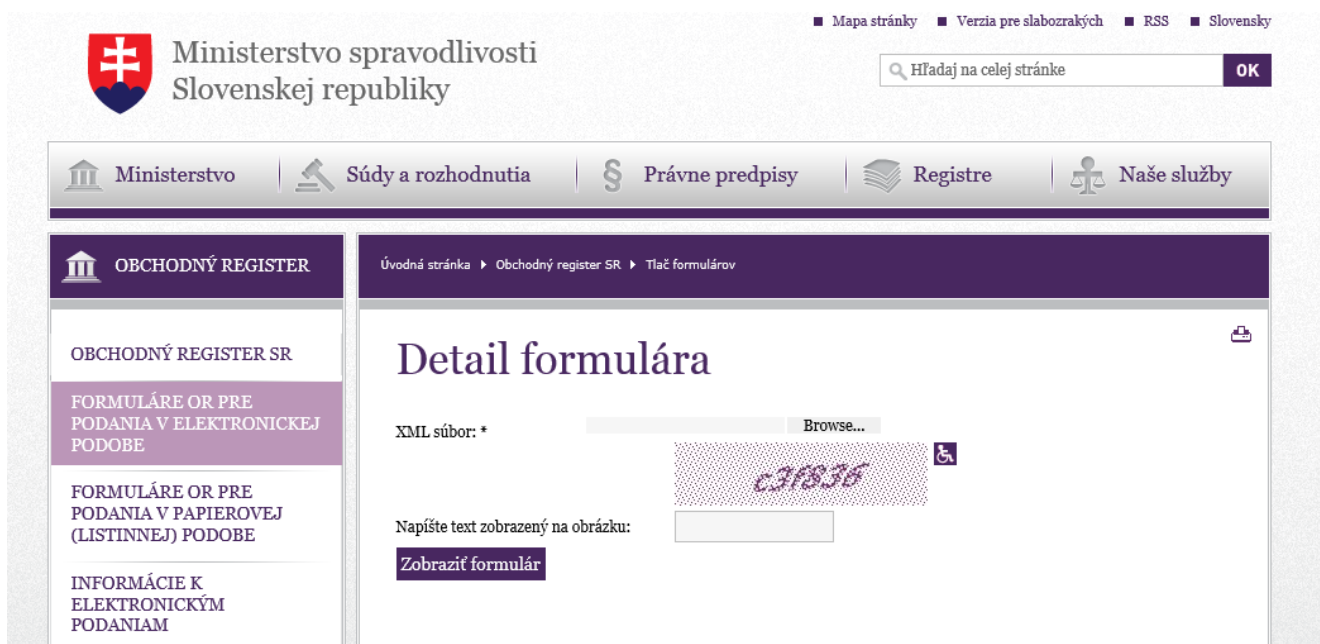 Mapa stránky Verzia pre slabozrakých RSS Slovensky
Ministerstvo spravodlivosti
Slovenskej republiky
Hľadaj na celej stránke OK
Ministerstvo Súdy a rozhodnutia § Právne predpisy Registre Naše služby
OBCHODNÝ REGISTER
Úvodná stránka Obchodný register SR Tlač formulárov
OBCHODNÝ REGISTER SR
FORMULÁRE OR PRE
PODANIA V ELEKTRONICKEJ
PODOBE
FORMULÁRE OR PRE
PODANIA V PAPIEROVEJ
(LISTINNEJ) PODOBE
INFORMÁCIE K
ELEKTRONICKÝM
PODANIAM
Detail formulára
XML súbor: * Browse...
Napíšte text zobrazený na obrázku:
Zobraziť formulár